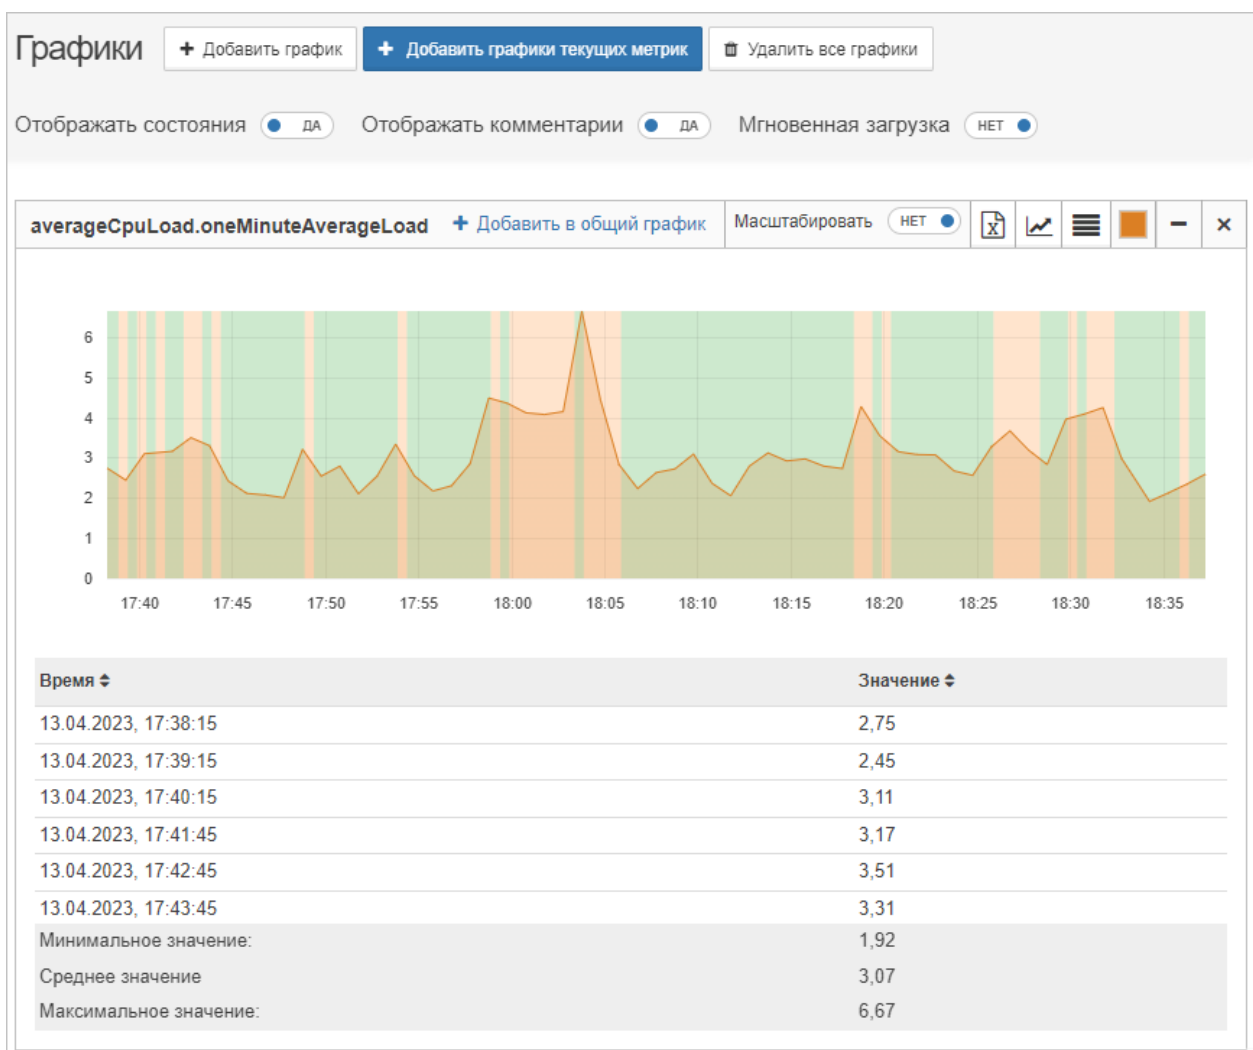 Графики + Добавить график + Добавить графики текущих метрик Удалить все графики
Отображать состояния ДА Отображать комментарии ДА Мгновенная загрузка НЕТ
averageCpuLoad.oneMinuteAverageLoad + Добавить в общий график Масштабировать НЕТ
6
5
4
3
2
1
0
17:40 17:45 17:50 17:55 18:00 18:05 18:10 18:15 18:20 18:25 18:30 18:35
Время Значение
13.04.2023, 17:38:15 2,75
13.04.2023, 17:39:15 2,45
13.04.2023, 17:40:15 3,11
13.04.2023, 17:41:45 3,17
13.04.2023, 17:42:45 3,51
13.04.2023, 17:43:45 3,31
Минимальное значение: 1,92
Среднее значение 3,07
Максимальное значение: 6,67